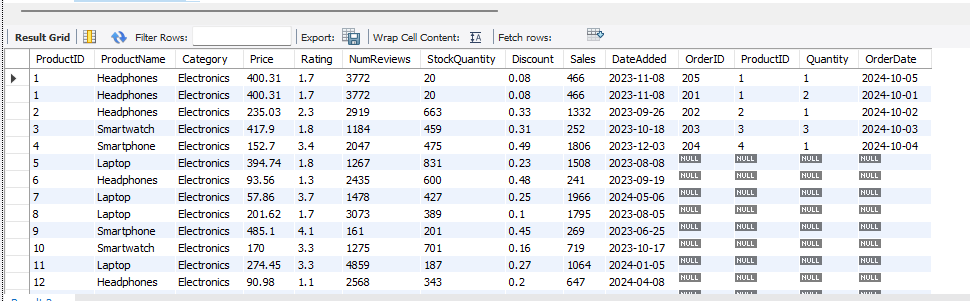 Result Grid Filter Rows: Export: Wrap Cell Content: IA Fetch rows:
ProductID ProductName Category Price Rating NumReviews StockQuantity Discount Sales DateAdded OrderID ProductID Quantity OrderDate
1 Headphones Electronics 400.31 1.7 3772 20 0.08 466 2023-11-08 205 1 1 2024-10-05
1 Headphones Electronics 400.31 1.7 3772 20 0.08 466 2023-11-08 201 1 2 2024-10-01
2 Headphones Electronics 235.03 2.3 2919 663 0.33 1332 2023-09-26 202 2 1 2024-10-02
3 Smartwatch Electronics 417.9 1.8 1184 459 0.31 252 2023-10-18 203 3 3 2024-10-03
4 Smartphone Electronics 152.7 3.4 2047 475 0.49 1806 2023-12-03 204 4 1 2024-10-04
5 Laptop Electronics 394.74 1.8 1267 831 0.23 1508 2023-08-08 NULL NULL NULL NULL
6 Headphones Electronics 93.56 1.3 2435 600 0.48 241 2023-09-19 NULL NULL NULL NULL
7 Laptop Electronics 57.86 3.7 1478 427 0.25 1966 2024-05-06 NULL NULL NULL NULL
8 Laptop Electronics 201.62 1.7 3073 389 0.1 1795 2023-08-05 NULL NULL NULL NULL
9 Smartphone Electronics 485.1 4.1 161 201 0.45 269 2023-06-25 NULL NULL NULL NULL
10 Smartwatch Electronics 170 3.3 1275 701 0.16 719 2023-10-17 NULL NULL NULL NULL
11 Laptop Electronics 274.45 3.3 4859 187 0.27 1064 2024-01-05 NULL NULL NULL NULL
12 Headphones Electronics 90.98 1.1 2568 343 0.2 647 2024-04-08 NULL NULL NULL NULL